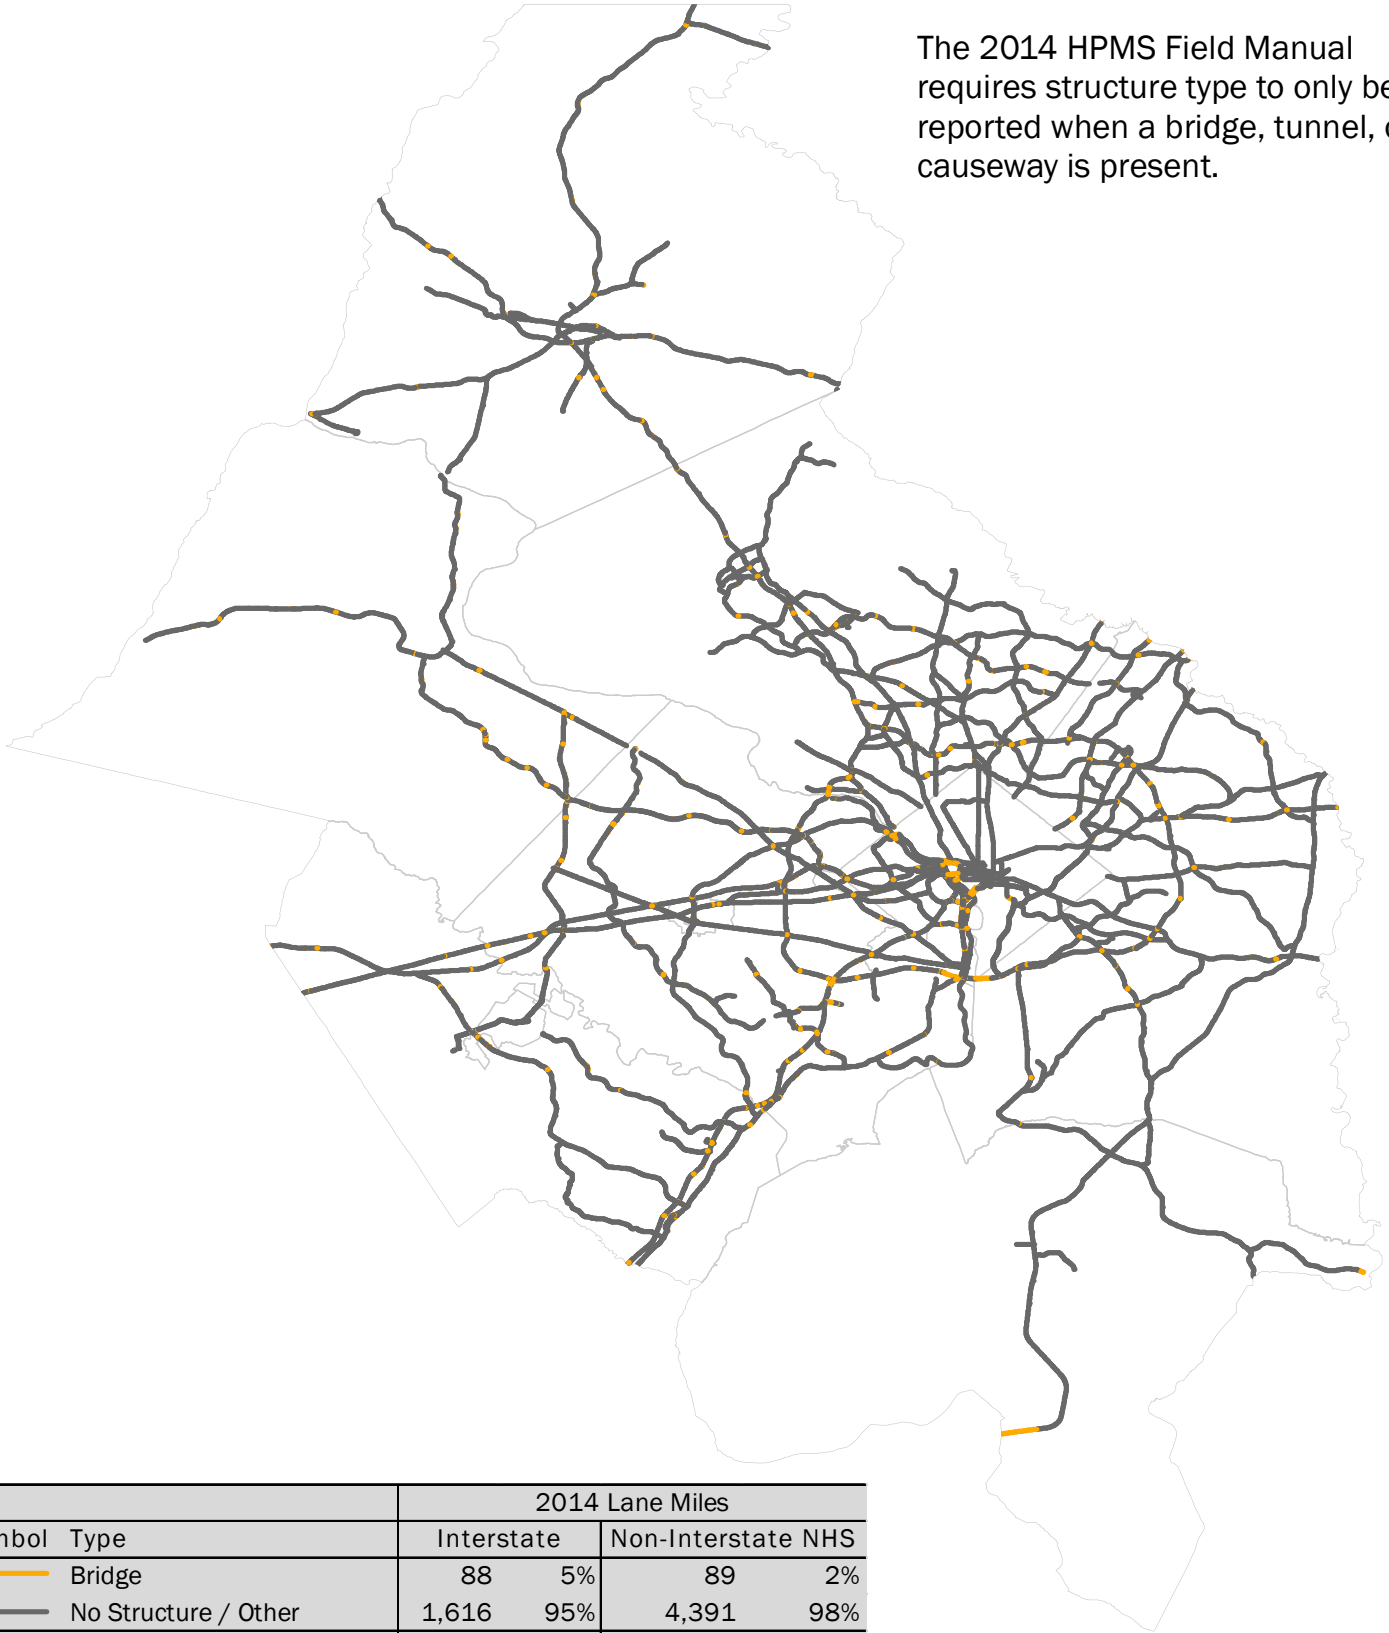 The 2014 HPMS Field Manual
requires structure type to only be
reported when a bridge, tunnel,
causeway is present.
2014 Lane Miles
Type Interstate Non-Interstate NHS
Bridge 88 5% 89 2%
No Structure / Other 1,616 95% 4,391 98%